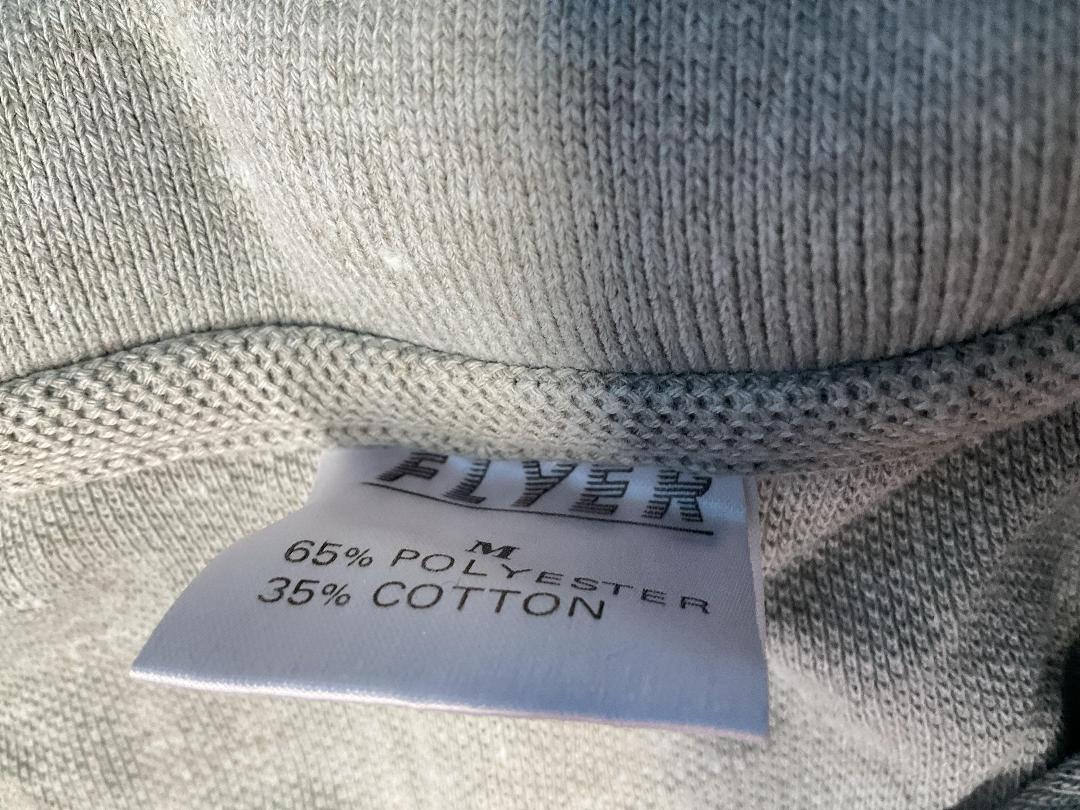 FLYER
M
65% POLYESTER
35% COTTON